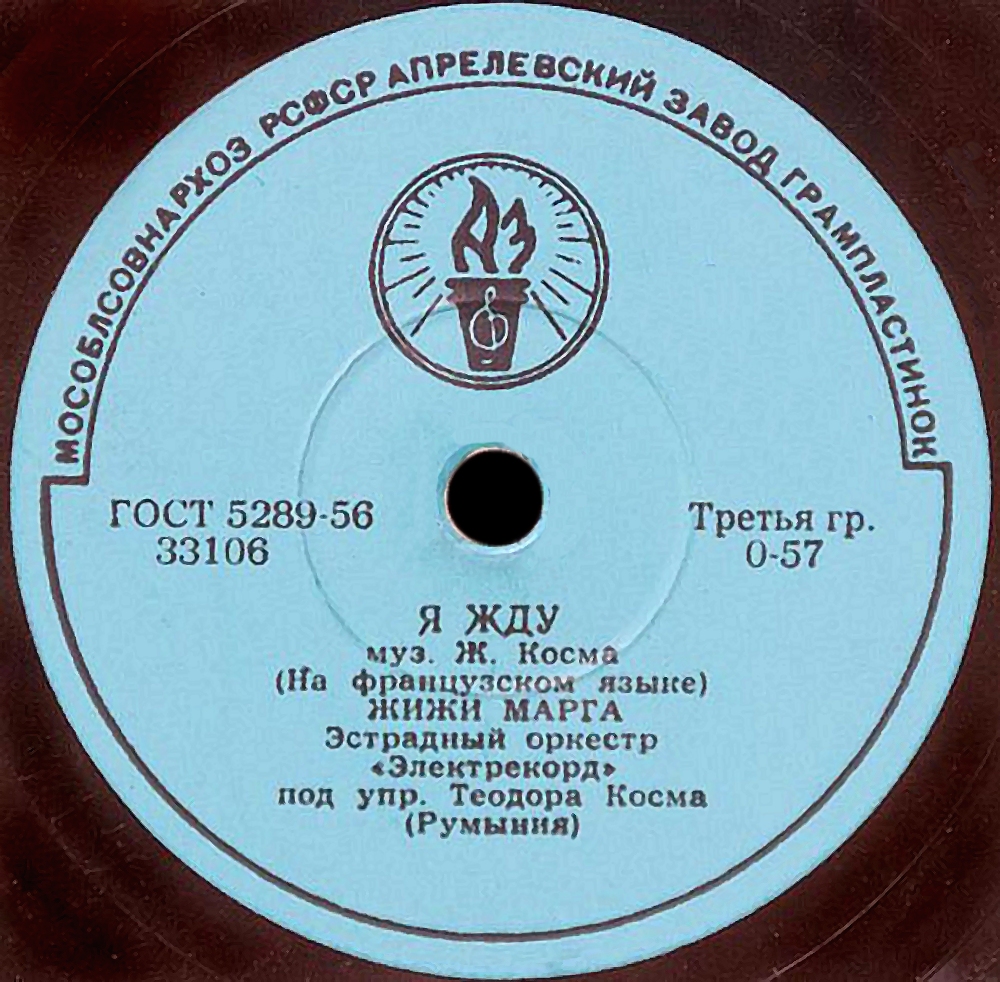 МОСОБЛСОВНАРХОЗ РСФСР АПРЕЛЕВСКИЙ ЗАВОД ГРАМПЛАСТИНОК
АЗ
ГОСТ 5289-56
33106
Третья гр.
0-57
Я ЖДУ
муз. Ж. Косма
(На французском языке)
ЖИЖИ МАРГА
Эстрадный оркестр
«Электрекорд»
под упр. Теодора Косма
(Румыния)